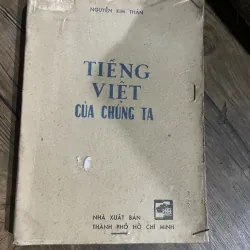 NGUYỄN KIM THẢN
TIẾNG
VIỆT
CỦA CHÚNG TA
NHÀ XUẤT BẢN
THÀNH PHỐ HỒ CHÍ MINH